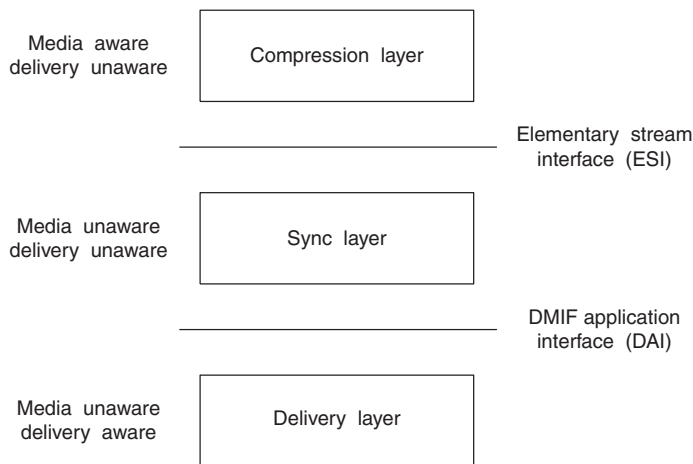 Media aware
delivery unaware
Compression layer
Elementary stream
interface (ESI)
Media unaware
delivery unaware
Sync layer
DMIF application
interface (DAI)
Media unaware
delivery aware
Delivery layer